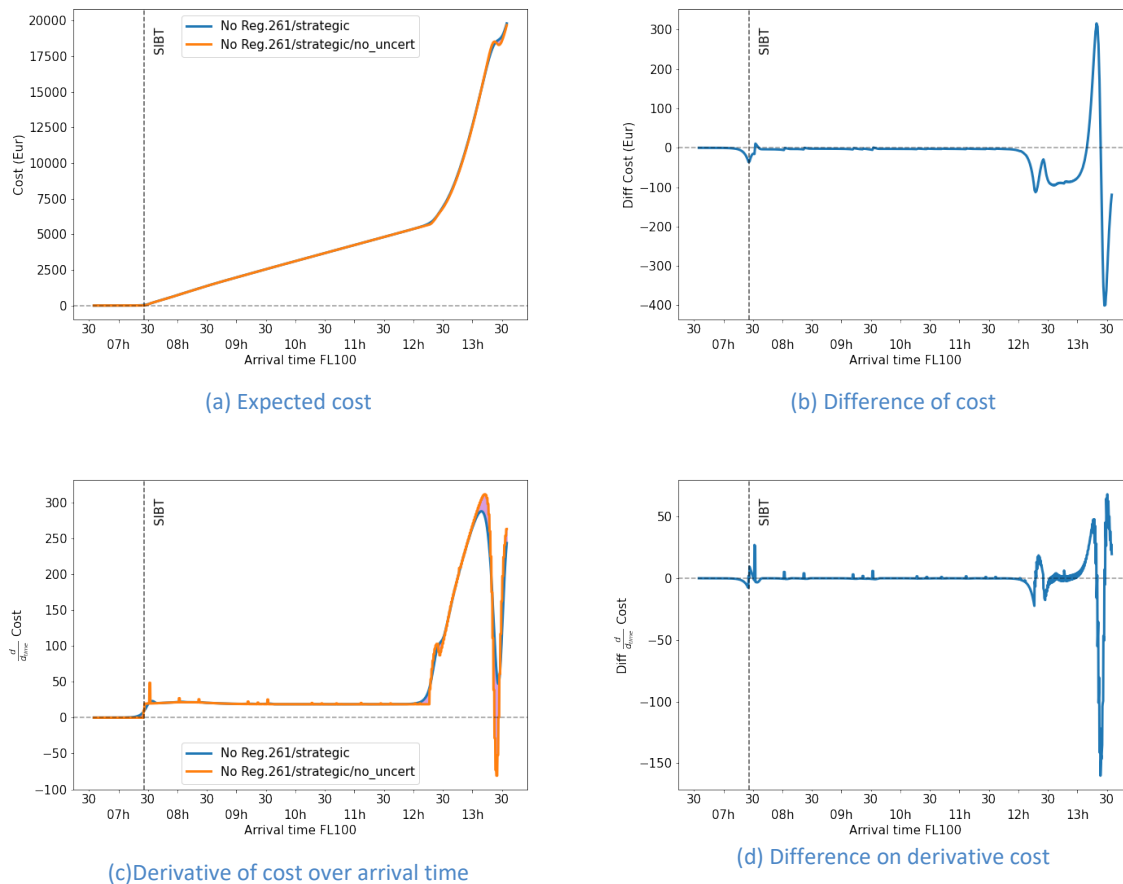 20000
17500
15000
12500
10000
7500
5000
2500
0
Cost (Eur)
SIBT
No Reg.261/strategic
No Reg.261/strategic/no_uncert
30 30 30 30 30 30 30 30
07h 08h 09h 10h 11h 12h 13h
Arrival time FL100
(a) Expected cost
300
200
100
0
−100
−200
−300
−400
Diff Cost (Eur)
SIBT
30 30 30 30 30 30 30 30
07h 08h 09h 10h 11h 12h 13h
Arrival time FL100
(b) Difference of cost
300
250
200
150
100
50
0
−50
−100
d/d_time Cost
SIBT
No Reg.261/strategic
No Reg.261/strategic/no_uncert
30 30 30 30 30 30 30 30
07h 08h 09h 10h 11h 12h 13h
Arrival time FL100
(c)Derivative of cost over arrival time
50
0
−50
−100
−150
Diff d/d_time Cost
SIBT
30 30 30 30 30 30 30 30
07h 08h 09h 10h 11h 12h 13h
Arrival time FL100
(d) Difference on derivative cost